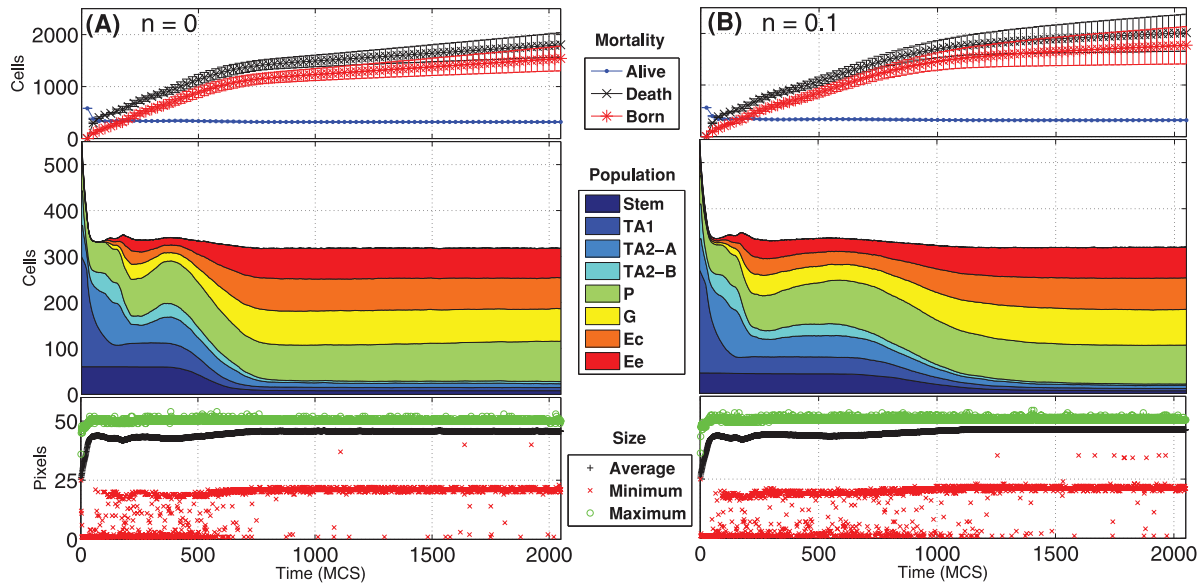 (A) n = 0
(B) n = 0.1
Cells
2000
1000
0
Mortality
Alive
Death
Born
Cells
500
400
300
200
100
0
Population
Stem
TA1
TA2-A
TA2-B
P
G
Ec
Ee
Pixels
50
25
0
Size
Average
Minimum
Maximum
0 500 1000 1500 2000
Time (MCS)
0 500 1000 1500 2000
Time (MCS)